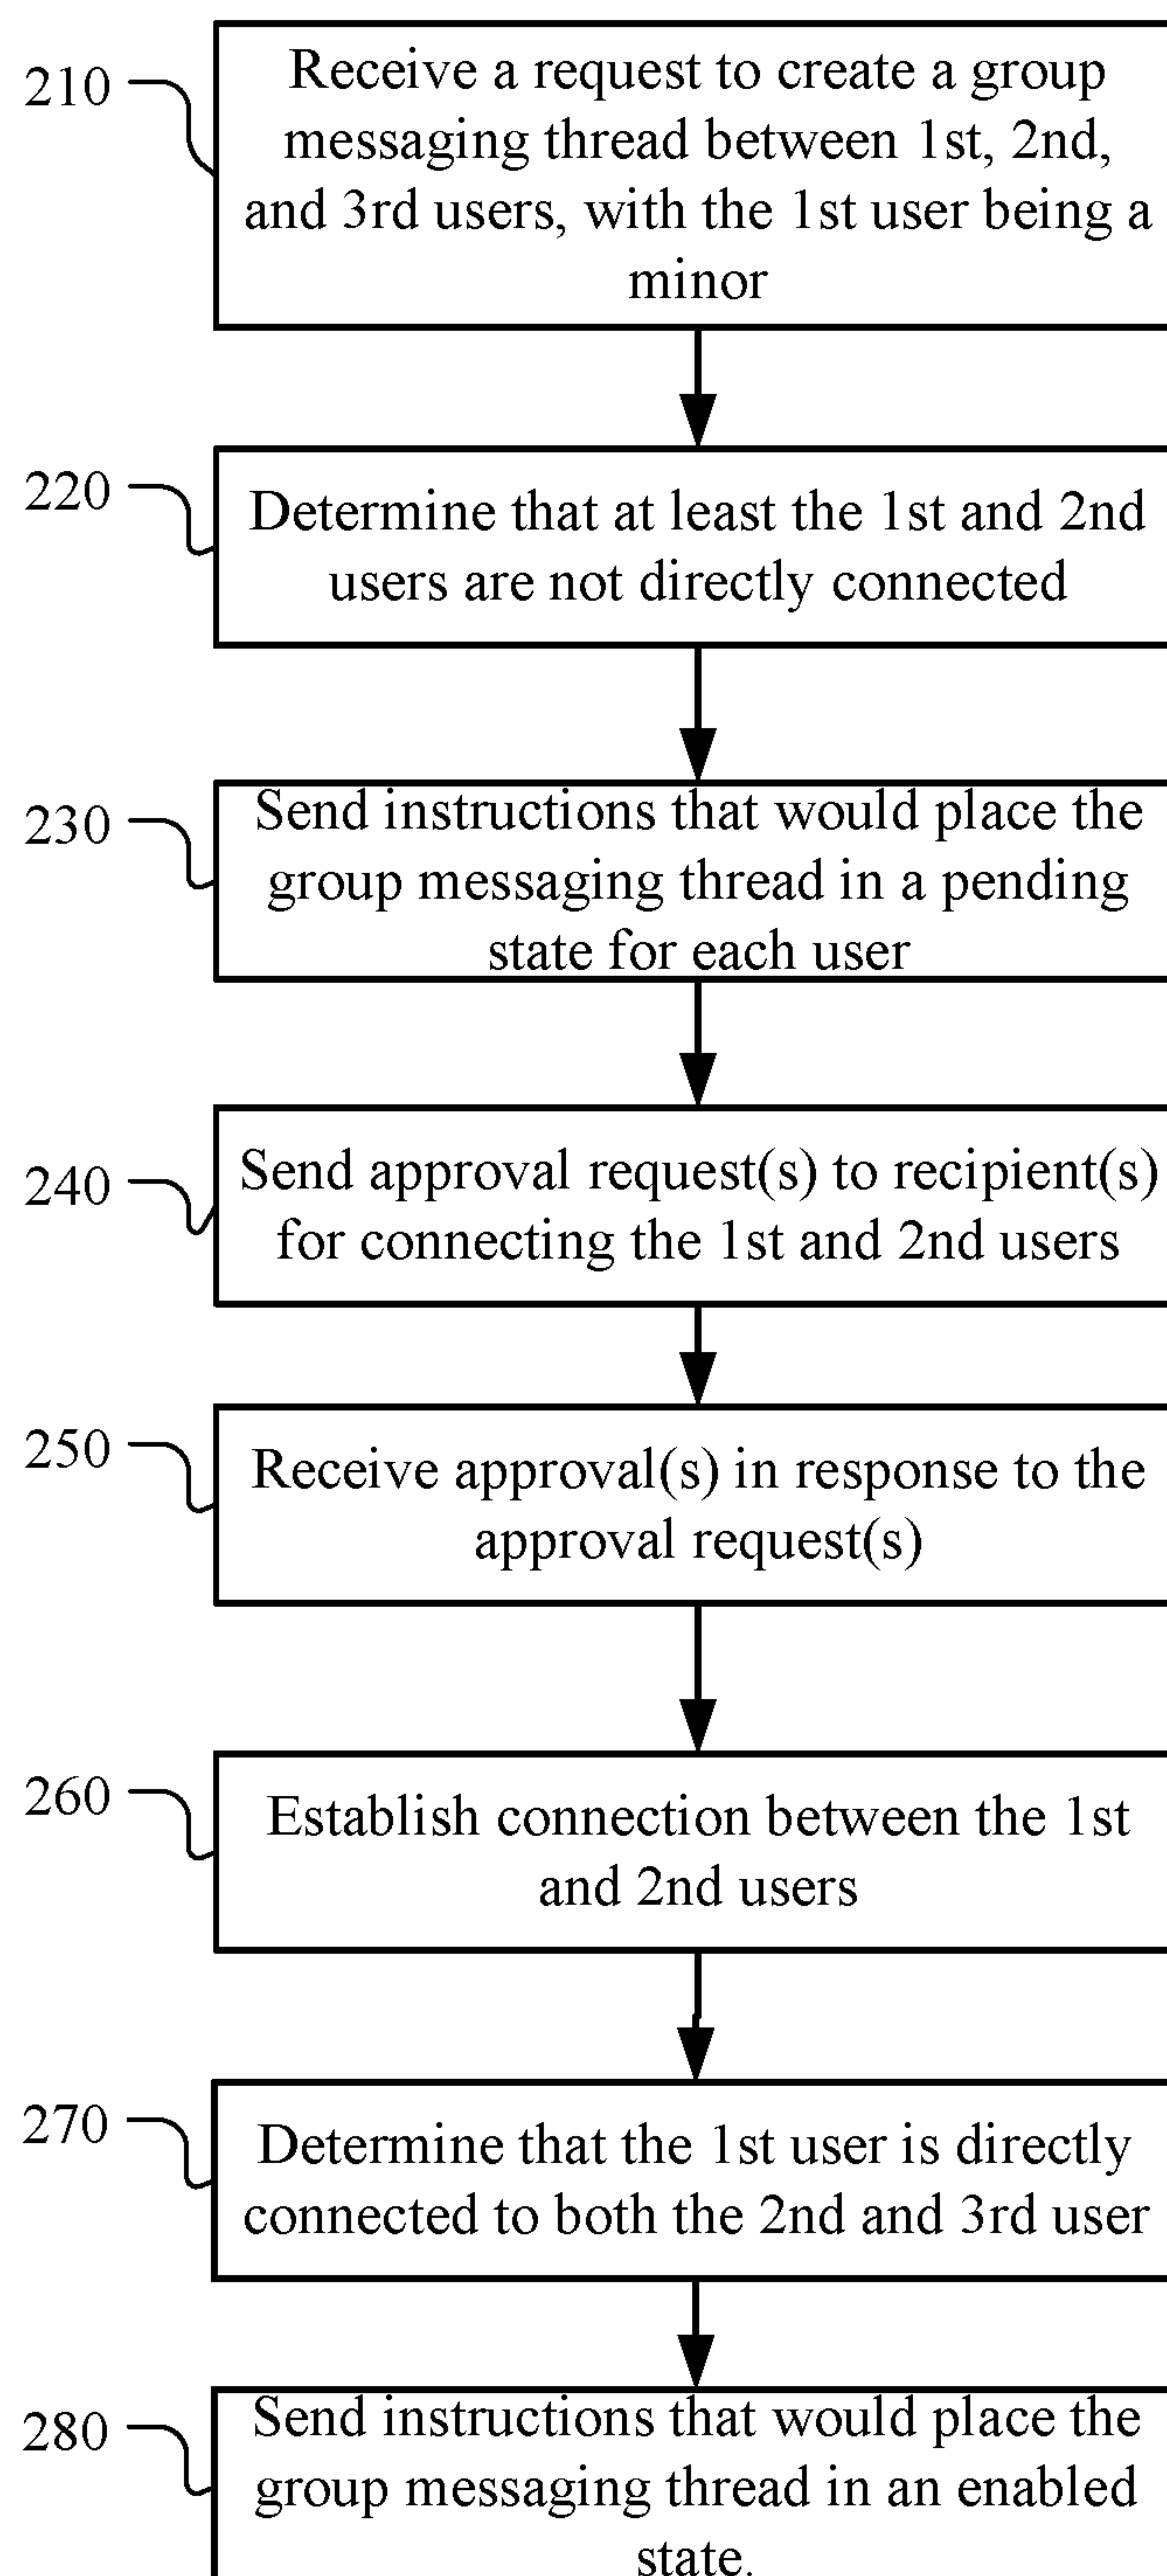 210
Receive a request to create a group
messaging thread between 1st, 2nd,
and 3rd users, with the 1st user being a
minor
220
Determine that at least the 1st and 2nd
users are not directly connected
230
Send instructions that would place the
group messaging thread in a pending
state for each user
240
Send approval request(s) to recipient(s)
for connecting the 1st and 2nd users
250
Receive approval(s) in response to the
approval request(s)
260
Establish connection between the 1st
and 2nd users
270
Determine that the 1st user is directly
connected to both the 2nd and 3rd user
280
Send instructions that would place the
group messaging thread in an enabled
state.